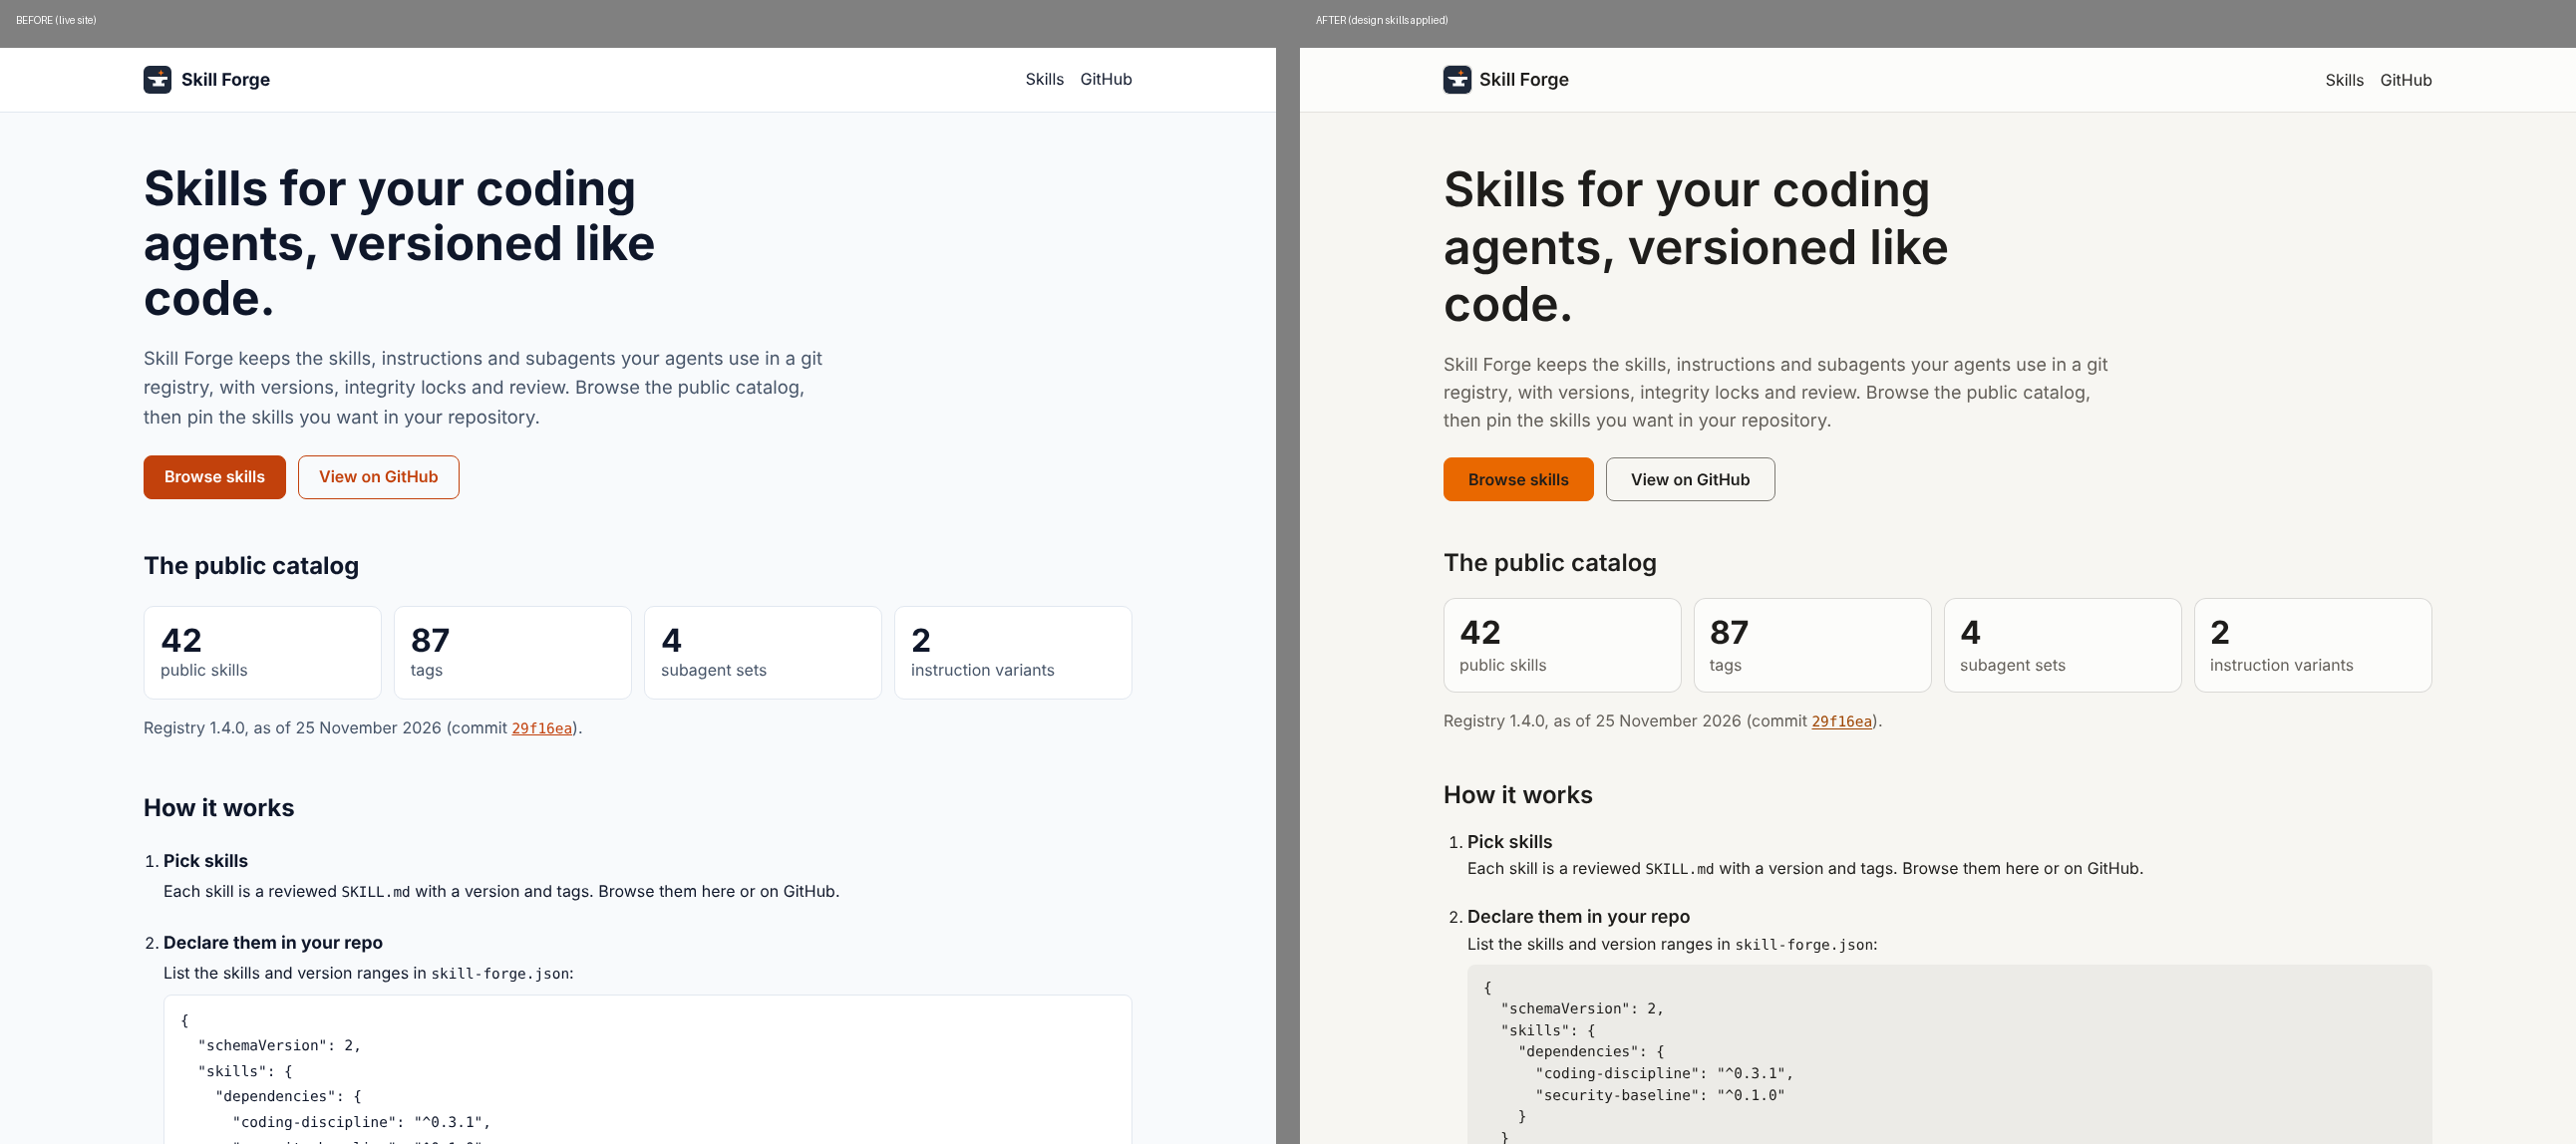 BEFORE (live site)
Skill Forge
Skills GitHub
Skills for your coding
agents, versioned like
code.
Skill Forge keeps the skills, instructions and subagents your agents use in a git
registry, with versions, integrity locks and review. Browse the public catalog,
then pin the skills you want in your repository.
Browse skills
View on GitHub
The public catalog
42
public skills
87
tags
4
subagent sets
2
instruction variants
Registry 1.4.0, as of 25 November 2026 (commit 29f16ea).
How it works
1. Pick skills
Each skill is a reviewed SKILL.md with a version and tags. Browse them here or on GitHub.
2. Declare them in your repo
List the skills and version ranges in skill-forge.json:
{
"schemaVersion": 2,
"skills": {
"dependencies": {
"coding-discipline": "^0.3.1",
AFTER (design skills applied)
Skill Forge
Skills GitHub
Skills for your coding
agents, versioned like
code.
Skill Forge keeps the skills, instructions and subagents your agents use in a git
registry, with versions, integrity locks and review. Browse the public catalog,
then pin the skills you want in your repository.
Browse skills
View on GitHub
The public catalog
42
public skills
87
tags
4
subagent sets
2
instruction variants
Registry 1.4.0, as of 25 November 2026 (commit 29f16ea).
How it works
1. Pick skills
Each skill is a reviewed SKILL.md with a version and tags. Browse them here or on GitHub.
2. Declare them in your repo
List the skills and version ranges in skill-forge.json:
{
"schemaVersion": 2,
"skills": {
"dependencies": {
"coding-discipline": "^0.3.1",
"security-baseline": "^0.1.0"
}
}